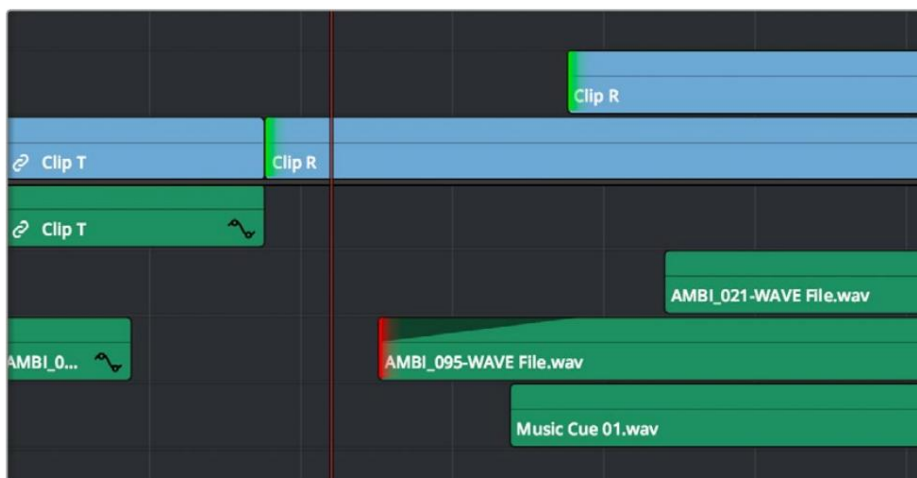 Clip R
Clip T
Clip R
Clip T
AMBI_021-WAVE File.wav
AMBI_0...
AMBI_095-WAVE File.wav
Music Cue 01.wav